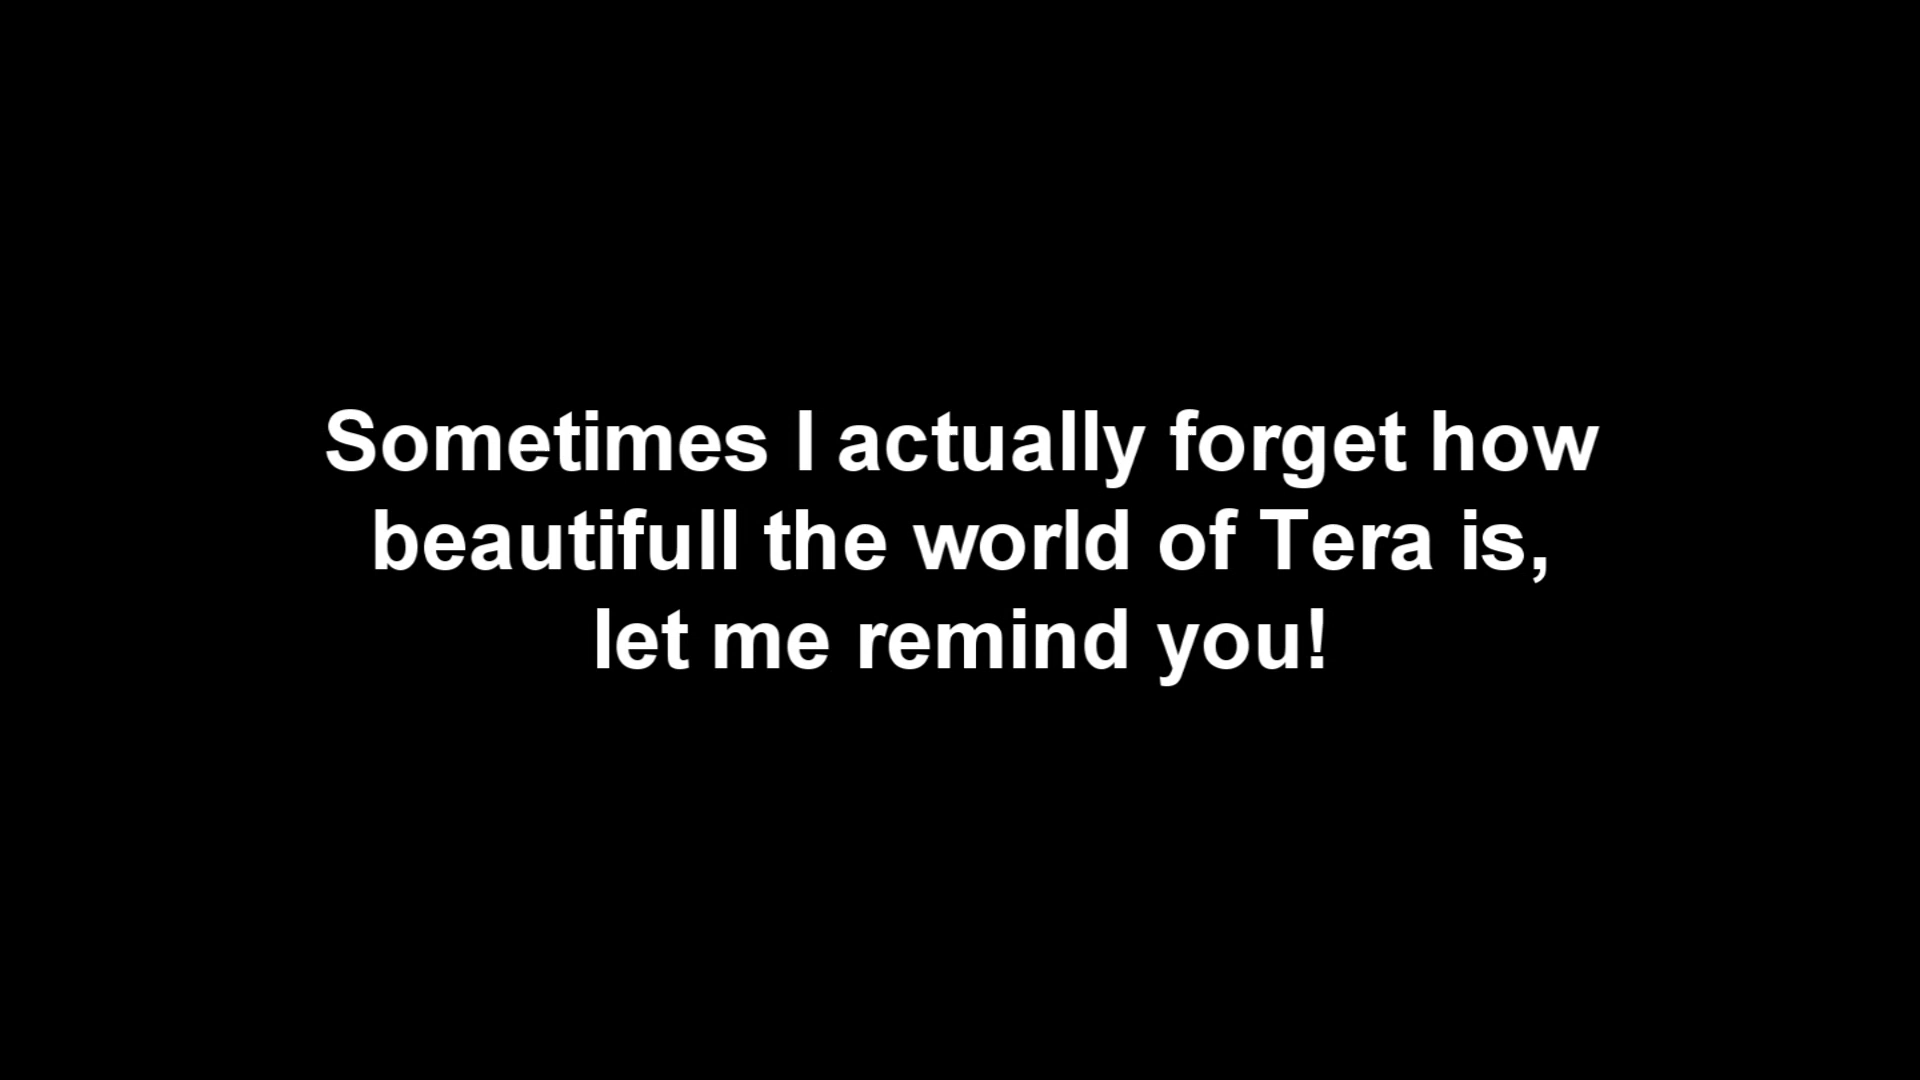 Sometimes I actually forget how
beautifull the world of Tera is,
let me remind you!